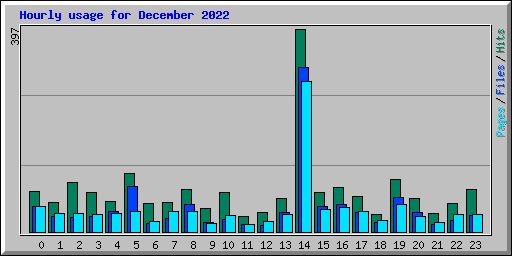 Hourly usage for December 2022
397
Pages/Files/Hits
0 1 2 3 4 5 6 7 8 9 10 11 12 13 14 15 16 17 18 19 20 21 22 23